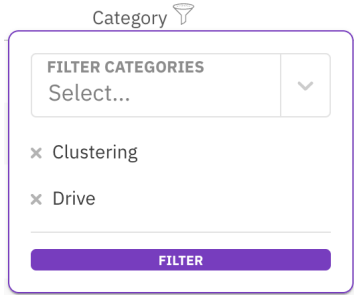 Category
FILTER CATEGORIES
Select...
Clustering
Drive
FILTER